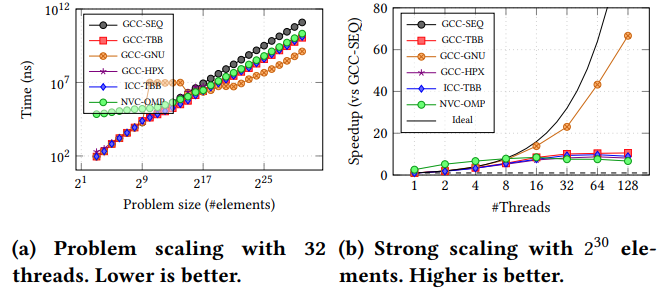 10^12
10^7
10^2
Time (ns)
GCC-SEQ
GCC-TBB
GCC-GNU
GCC-HPX
ICC-TBB
NVC-OMP
2^1
2^9
2^17
2^25
Problem size (#elements)
80
60
40
20
0
Speedup (vs GCC-SEQ)
GCC-SEQ
GCC-TBB
GCC-GNU
GCC-HPX
ICC-TBB
NVC-OMP
Ideal
1 2 4 8 16 32 64 128
#Threads
(a) Problem scaling with 32
threads. Lower is better.
(b) Strong scaling with 2^30 ele-
ments. Higher is better.